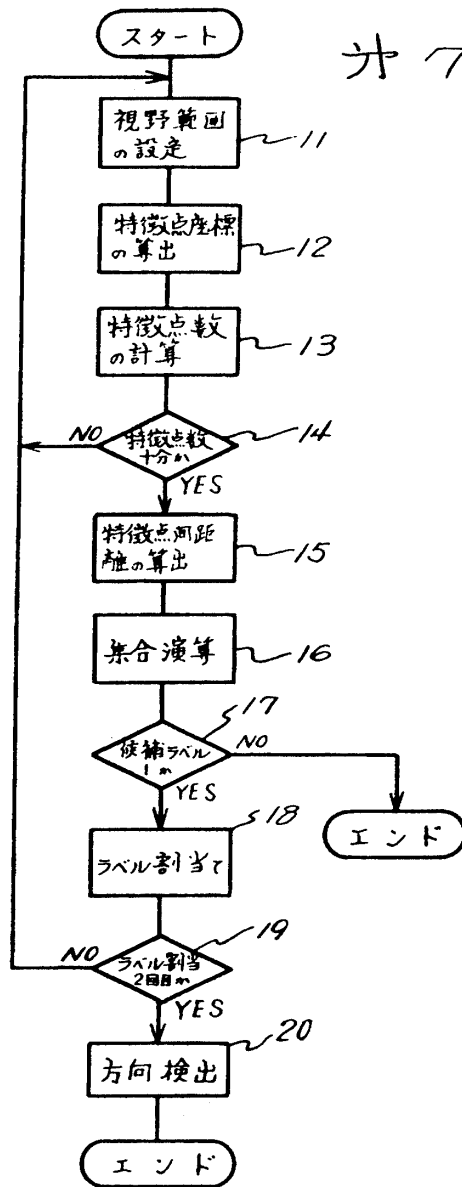 スタート
才7
視野範囲
の設定
11
特徴点座標
の算出
12
特徴点数
の計算
13
NO
特徴点数
十分か
14
YES
特徴点间距
離の算出
15
集合演算
16
17
候補ラベル
1か
NO
YES
エンド
18
ラベル割当て
NO
ラベル割当
2回目か
19
YES
20
方向検出
エンド